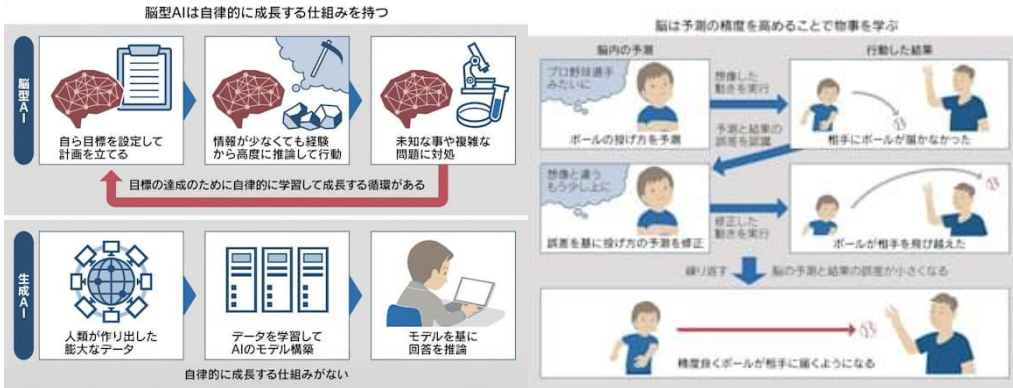 脳型AIは自律的に成長する仕組みを持つ
脳型AI
自ら目標を設定して
計画を立てる
情報が少なくても経験
から高度に推論して行動
未知な事や複雑な
問題に対処
目標の達成のために自律的に学習して成長する循環がある
生成AI
人類が作り出した
膨大なデータ
データを学習して
AIのモデル構築
モデルを基に
回答を推論
自律的に成長する仕組みがない
脳は予測の精度を高めることで物事を学ぶ
脳内の予測
行動した結果
プロ野球選手
みたいに
ボールの投げ方を予測
想像した
動きを実行
予測と結果の
誤差を認識
相手にボールが届かなかった
想像と違う
もう少し上に
誤差を基に投げ方の予測を修正
修正した
動きを実行
ボールが相手を飛び越えた
繰り返す
脳の予測と結果の誤差が小さくなる
精度良くボールが相手に届くようになる